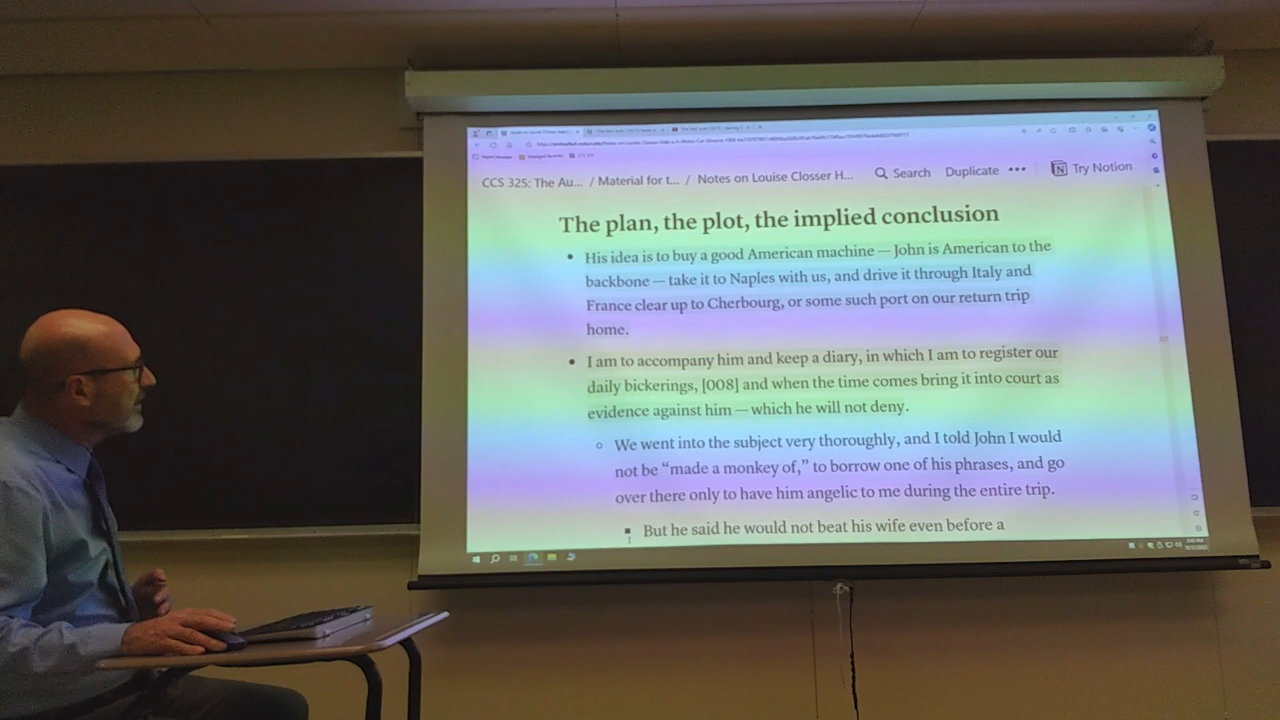 CCS 325: The Au... / Material for t... / Notes on Louise Closser H... Search Duplicate ••• Try Notion
The plan, the plot, the implied conclusion
• His idea is to buy a good American machine — John is American to the
backbone — take it to Naples with us, and drive it through Italy and
France clear up to Cherbourg, or some such port on our return trip
home.
• I am to accompany him and keep a diary, in which I am to register our
daily bickerings, [008] and when the time comes bring it into court as
evidence against him — which he will not deny.
◦ We went into the subject very thoroughly, and I told John I would
not be “made a monkey of,” to borrow one of his phrases, and go
over there only to have him angelic to me during the entire trip.
▪ But he said he would not beat his wife even before a